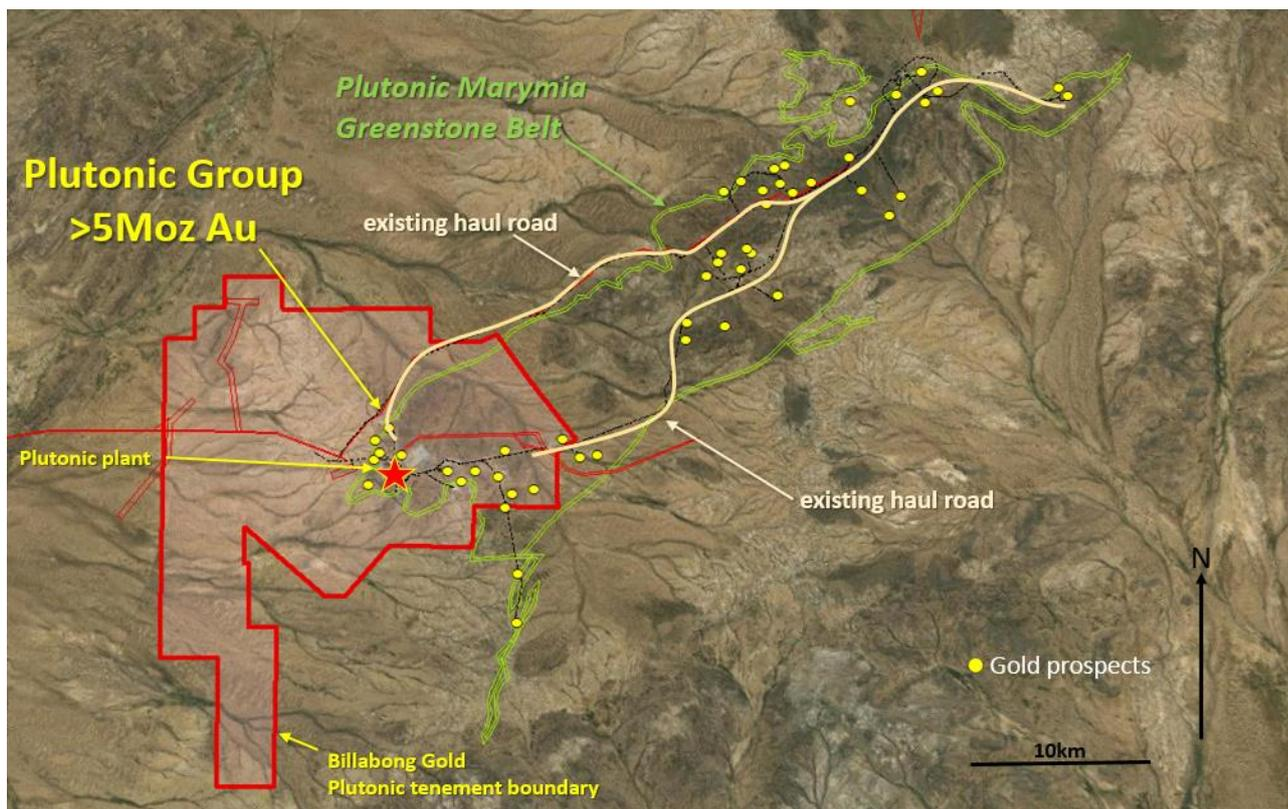 Plutonic Marymia
Greenstone Belt
Plutonic Group
>5Moz Au
existing haul road
Plutonic plant
existing haul road
N
Gold prospects
10km
Billabong Gold
Plutonic tenement boundary